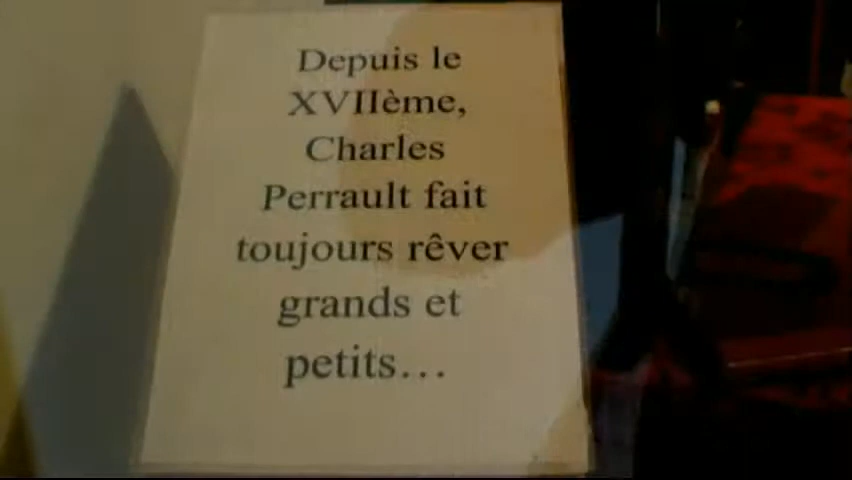 Depuis le
XVIIème,
Charles
Perrault fait
toujours rêver
grands et
petits...